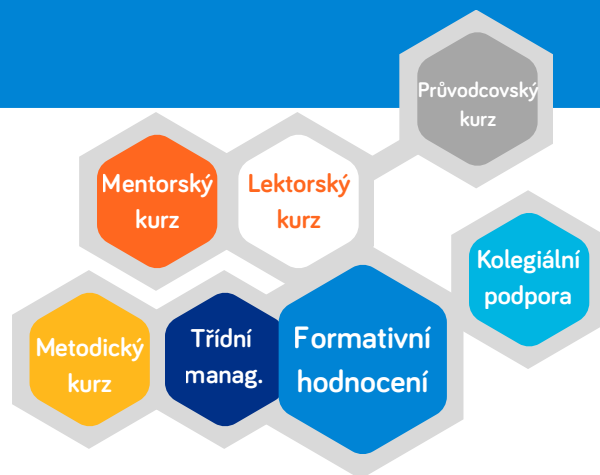 Průvodcovský
kurz
Mentorský
kurz
Lektorský
kurz
Kolegiální
podpora
Metodický
kurz
Třídní
manag.
Formativní
hodnocení